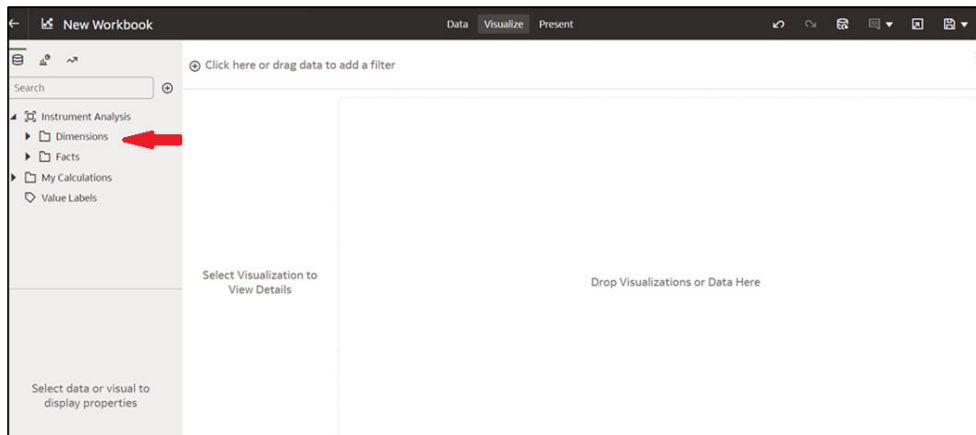 New Workbook
Data Visualize Present
Click here or drag data to add a filter
Search
Instrument Analysis
Dimensions
Facts
My Calculations
Value Labels
Select Visualization to
View Details
Drop Visualizations or Data Here
Select data or visual to
display properties